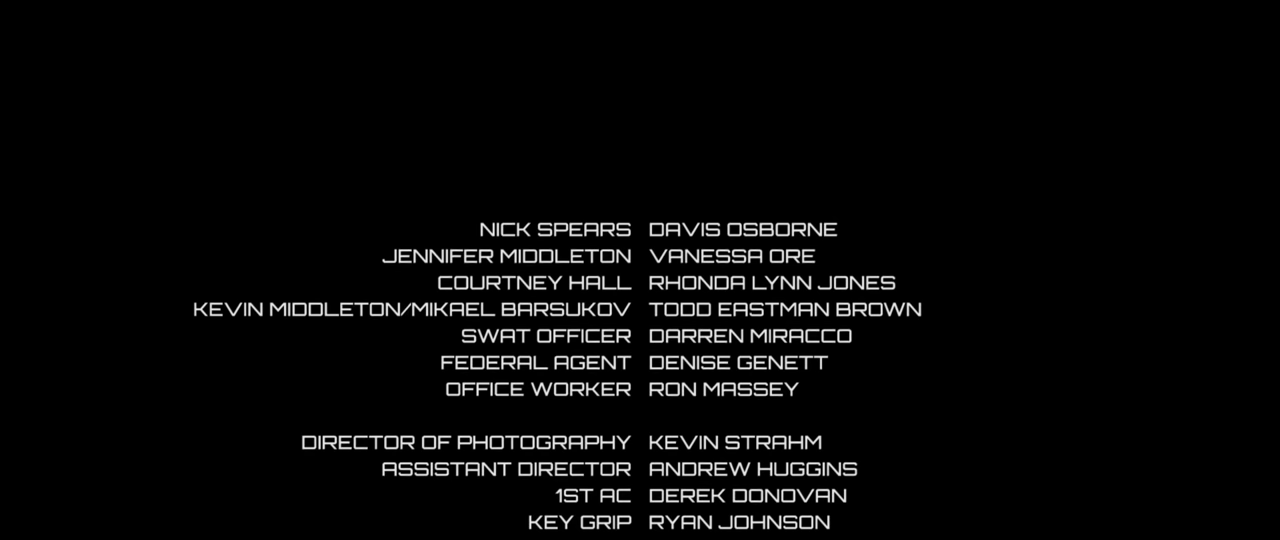 NICK SPEARS DAVIS OSBORNE
JENNIFER MIDDLETON VANESSA ORE
COURTNEY HALL RHONDA LYNN JONES
KEVIN MIDDLETON/MIKAEL BARSUKOV TODD EASTMAN BROWN
SWAT OFFICER DARREN MIRACCO
FEDERAL AGENT DENISE GENETT
OFFICE WORKER RON MASSEY
DIRECTOR OF PHOTOGRAPHY KEVIN STRAHM
ASSISTANT DIRECTOR ANDREW HUGGINS
1ST AC DEREK DONOVAN
KEY GRIP RYAN JOHNSON